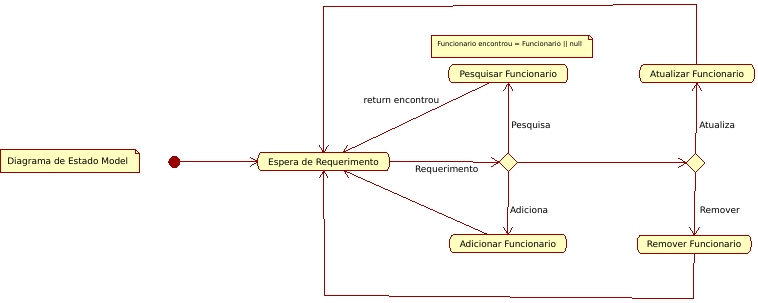 Funcionario encontrou = Funcionario || null
Pesquisar Funcionario
Atualizar Funcionario
return encontrou
Pesquisa
Atualiza
Diagrama de Estado Model
Espera de Requerimento
Requerimento
Adiciona
Remover
Adicionar Funcionario
Remover Funcionario